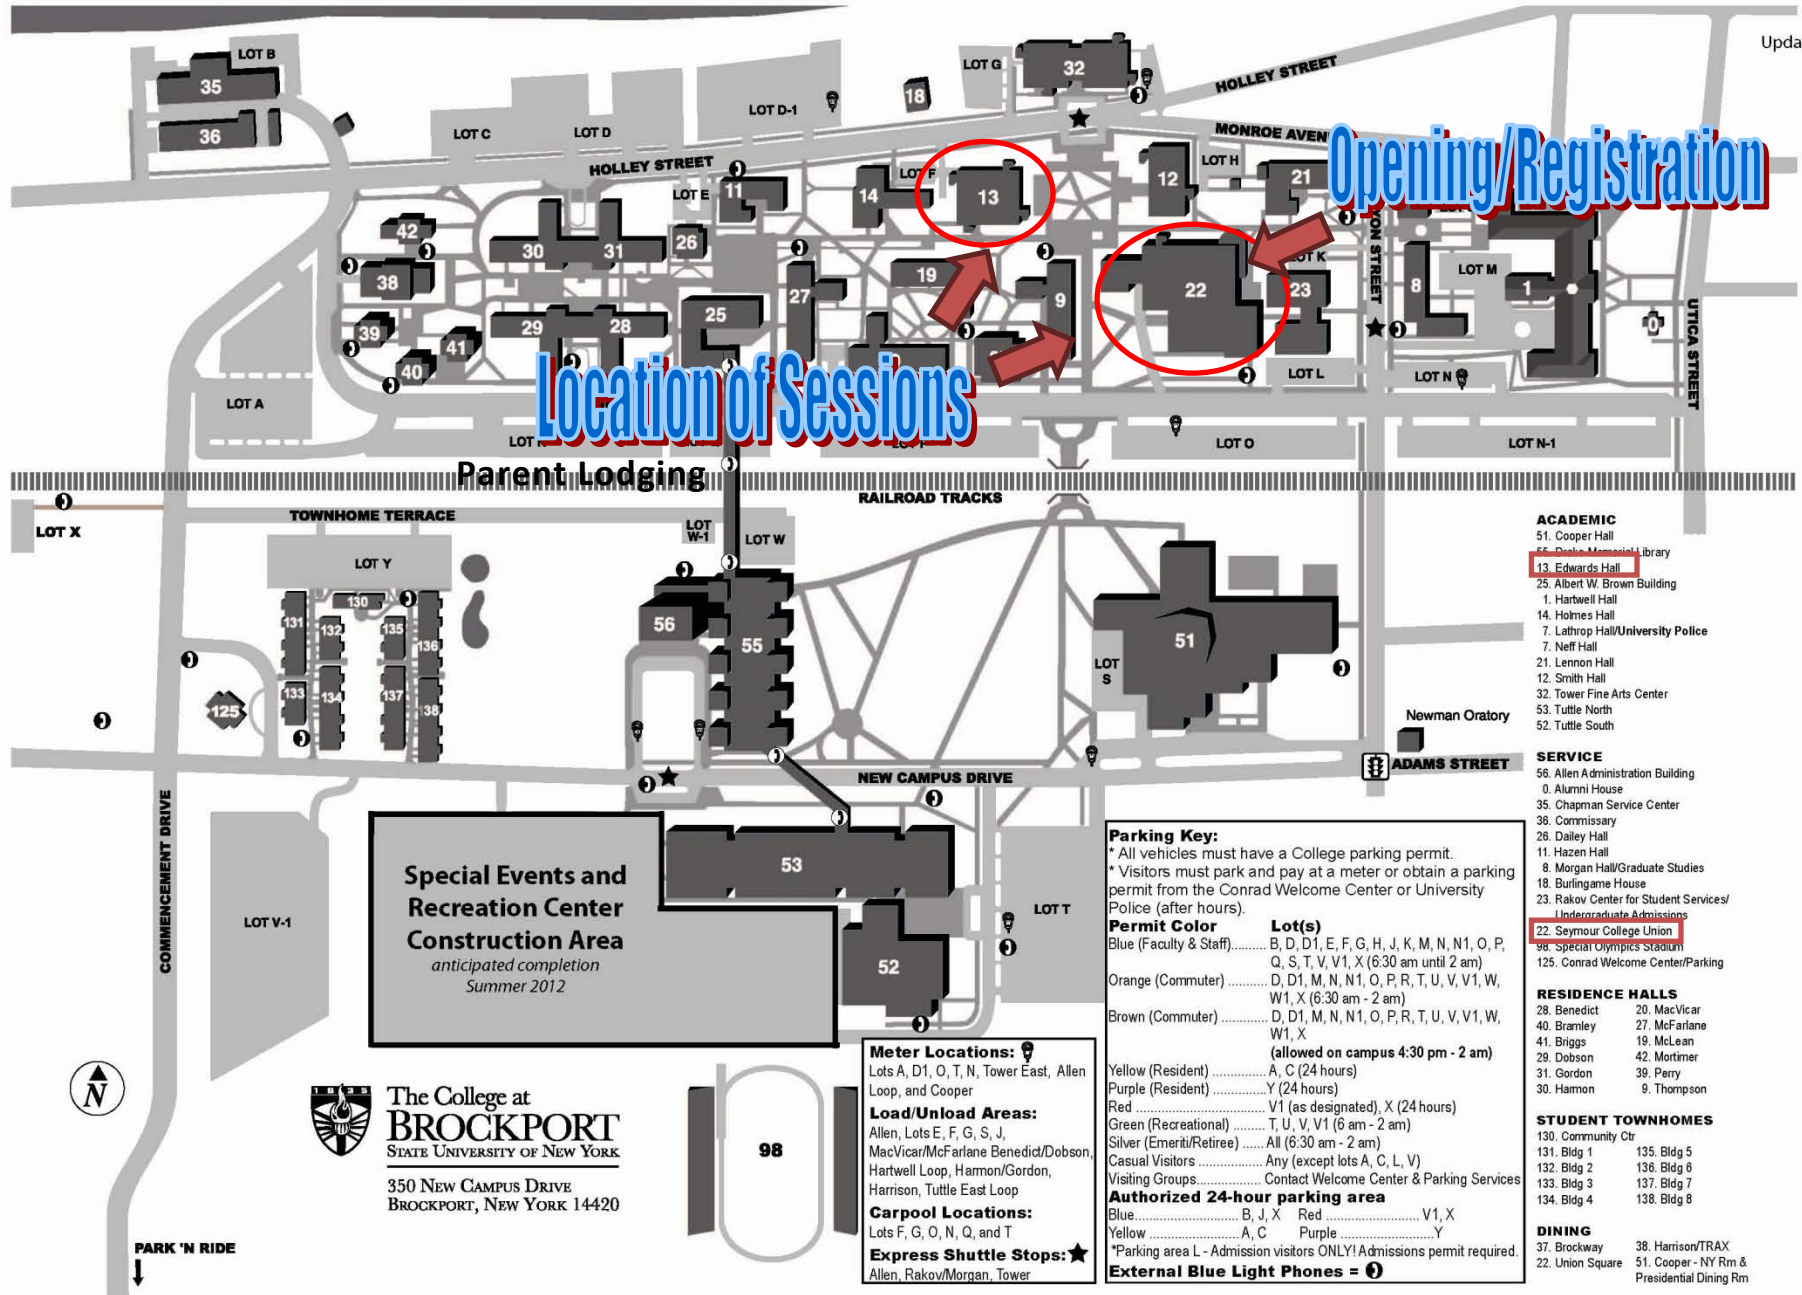 Upda
LOT B
35
36
LOT C
LOT D
LOT D-1
18
LOT G
32
HOLLEY STREET
MONROE AVEN
Opening/Registration
HOLLEY STREET
LOT E
11
14
LOT F
13
12
LOT H
21
42
30
31
26
38
19
27
9
22
LOT K
23
YON STREET
8
LOT M
1
0
UTICA STREET
39
41
40
29
28
25
LOT A
Location of Sessions
LOT L
LOT N
LOT O
LOT N-1
Parent Lodging
RAILROAD TRACKS
LOT X
TOWNHOME TERRACE
LOT W-1
LOT W
LOT Y
130
131
132
135
136
133
134
137
138
125
56
55
51
LOT S
Newman Oratory
NEW CAMPUS DRIVE
ADAMS STREET
COMMENCEMENT DRIVE
LOT V-1
Special Events and
Recreation Center
Construction Area
anticipated completion
Summer 2012
53
52
LOT T
98
N
PARK 'N RIDE
1835
The College at
BROCKPORT
STATE UNIVERSITY OF NEW YORK
350 NEW CAMPUS DRIVE
BROCKPORT, NEW YORK 14420
Meter Locations:
Lots A, D1, O, T, N, Tower East, Allen
Loop, and Cooper
Load/Unload Areas:
Allen, Lots E, F, G, S, J,
MacVicar/McFarlane Benedict/Dobson,
Hartwell Loop, Harmon/Gordon,
Harrison, Tuttle East Loop
Carpool Locations:
Lots F, G, O, N, Q, and T
Express Shuttle Stops:
Allen, Rakov/Morgan, Tower
Parking Key:
* All vehicles must have a College parking permit.
* Visitors must park and pay at a meter or obtain a parking
permit from the Conrad Welcome Center or University
Police (after hours).
Permit Color Lot(s)
Blue (Faculty & Staff).......... B, D, D1, E, F, G, H, J, K, M, N, N1, O, P,
Q, S, T, V, V1, X (6:30 am until 2 am)
Orange (Commuter) ........... D, D1, M, N, N1, O, P, R, T, U, V, V1, W,
W1, X (6:30 am - 2 am)
Brown (Commuter) ............. D, D1, M, N, N1, O, P, R, T, U, V, V1, W,
W1, X
(allowed on campus 4:30 pm - 2 am)
Yellow (Resident) .............. A, C (24 hours)
Purple (Resident) .............. Y (24 hours)
Red ...................... V1 (as designated), X (24 hours)
Green (Recreational) ......... T, U, V, V1 (6 am - 2 am)
Silver (Emeriti/Retiree) ...... All (6:30 am - 2 am)
Casual Visitors ................ Any (except lots A, C, L, V)
Visiting Groups................. Contact Welcome Center & Parking Services
Authorized 24-hour parking area
Blue........................ B, J, X Red ...................... V1, X
Yellow ..................... A, C Purple ......................Y
*Parking area L - Admission visitors ONLY! Admissions permit required.
External Blue Light Phones =
ACADEMIC
51. Cooper Hall
55. Drake Memorial Library
13. Edwards Hall
25. Albert W. Brown Building
1. Hartwell Hall
14. Holmes Hall
7. Lathrop Hall/University Police
7. Neff Hall
21. Lennon Hall
12. Smith Hall
32. Tower Fine Arts Center
53. Tuttle North
52. Tuttle South
SERVICE
56. Allen Administration Building
0. Alumni House
35. Chapman Service Center
36. Commissary
26. Dailey Hall
11. Hazen Hall
8. Morgan Hall/Graduate Studies
18. Burlingame House
23. Rakov Center for Student Services/
Undergraduate Admissions
22. Seymour College Union
98. Special Olympics Stadium
125. Conrad Welcome Center/Parking
RESIDENCE HALLS
28. Benedict 20. MacVicar
40. Bramley 27. McFarlane
41. Briggs 19. McLean
29. Dobson 42. Mortimer
31. Gordon 39. Perry
30. Harmon 9. Thompson
STUDENT TOWNHOMES
130. Community Ctr
131. Bldg 1 135. Bldg 5
132. Bldg 2 136. Bldg 6
133. Bldg 3 137. Bldg 7
134. Bldg 4 138. Bldg 8
DINING
37. Brockway 38. Harrison/TRAX
22. Union Square 51. Cooper - NY Rm &
Presidential Dining Rm